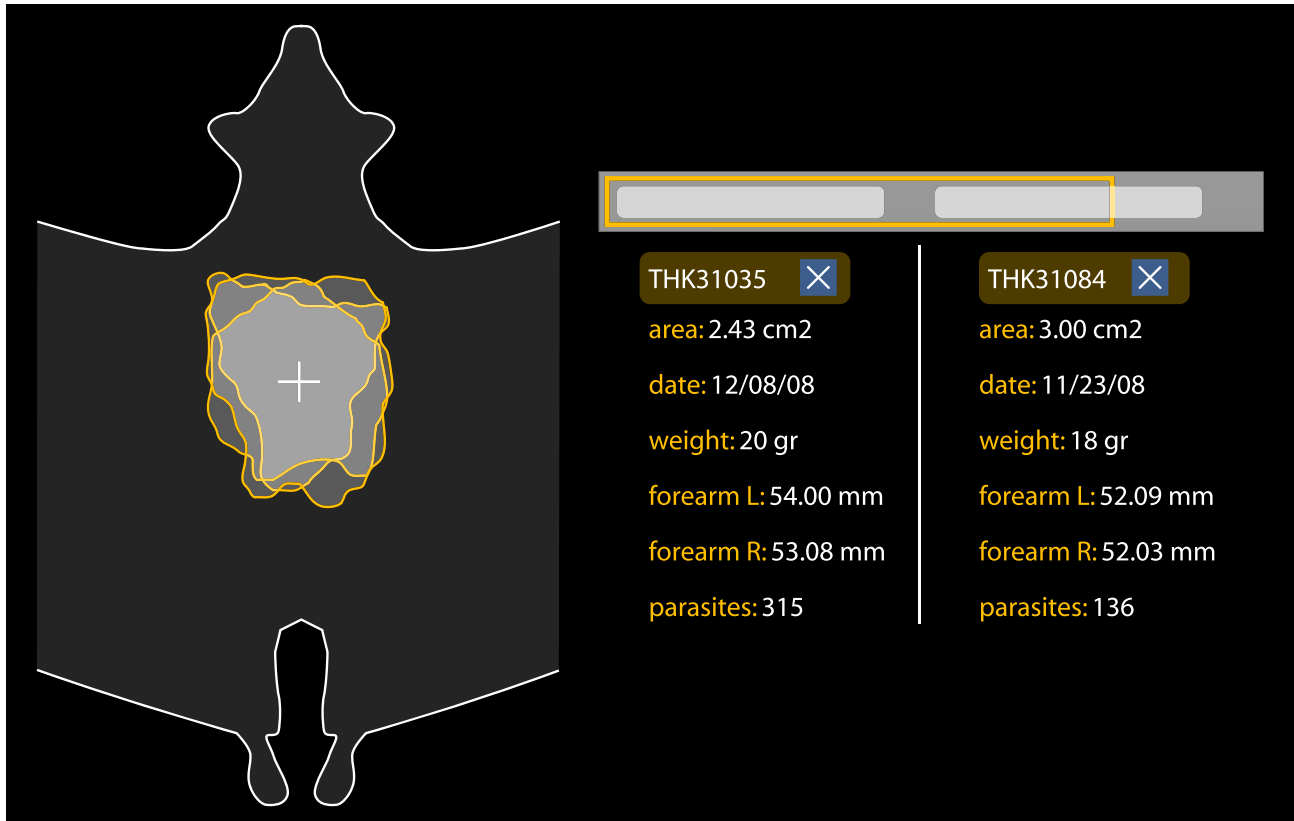 THK31035
area: 2.43 cm2
date: 12/08/08
weight: 20 gr
forearm L: 54.00 mm
forearm R: 53.08 mm
parasites: 315
THK31084
area: 3.00 cm2
date: 11/23/08
weight: 18 gr
forearm L: 52.09 mm
forearm R: 52.03 mm
parasites: 136